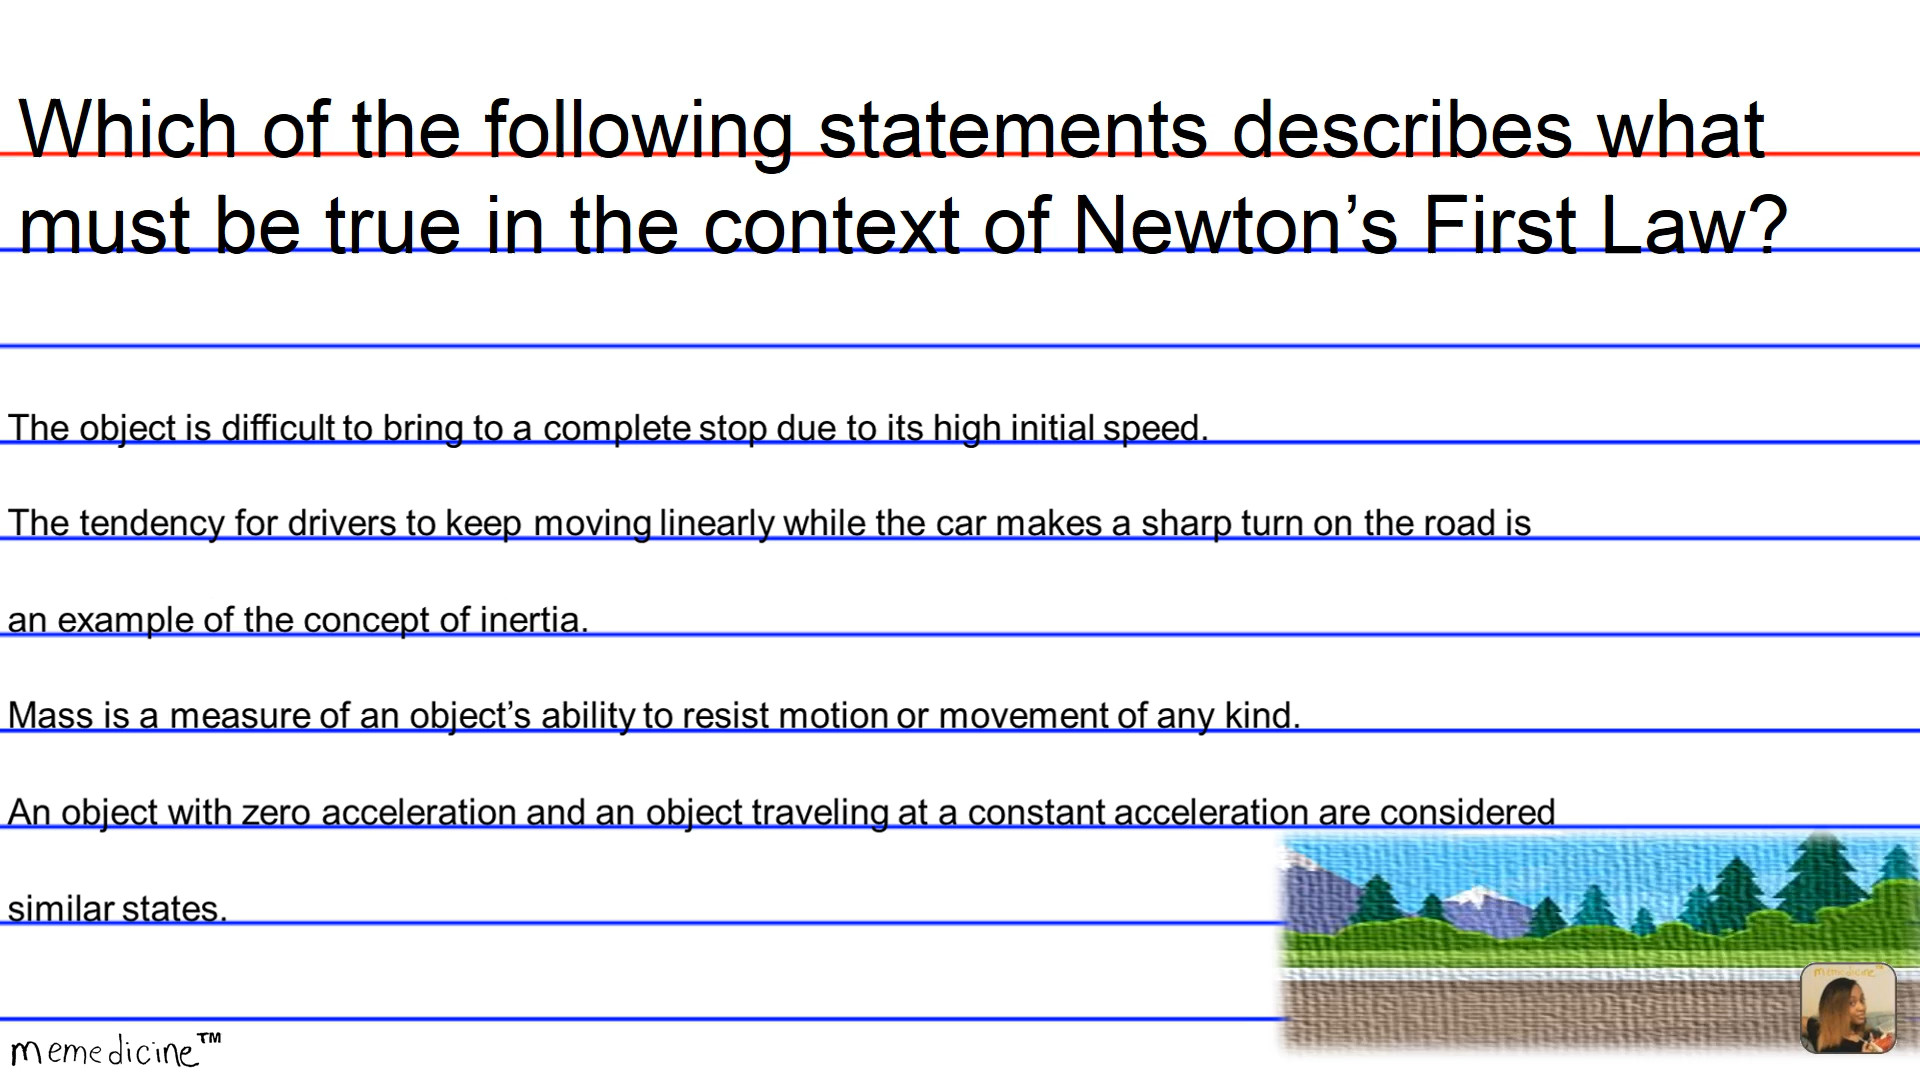 Which of the following statements describes what
must be true in the context of Newton’s First Law?
The object is difficult to bring to a complete stop due to its high initial speed.
The tendency for drivers to keep moving linearly while the car makes a sharp turn on the road is
an example of the concept of inertia.
Mass is a measure of an object’s ability to resist motion or movement of any kind.
An object with zero acceleration and an object traveling at a constant acceleration are considered
similar states.
memedicine™
memedicine™